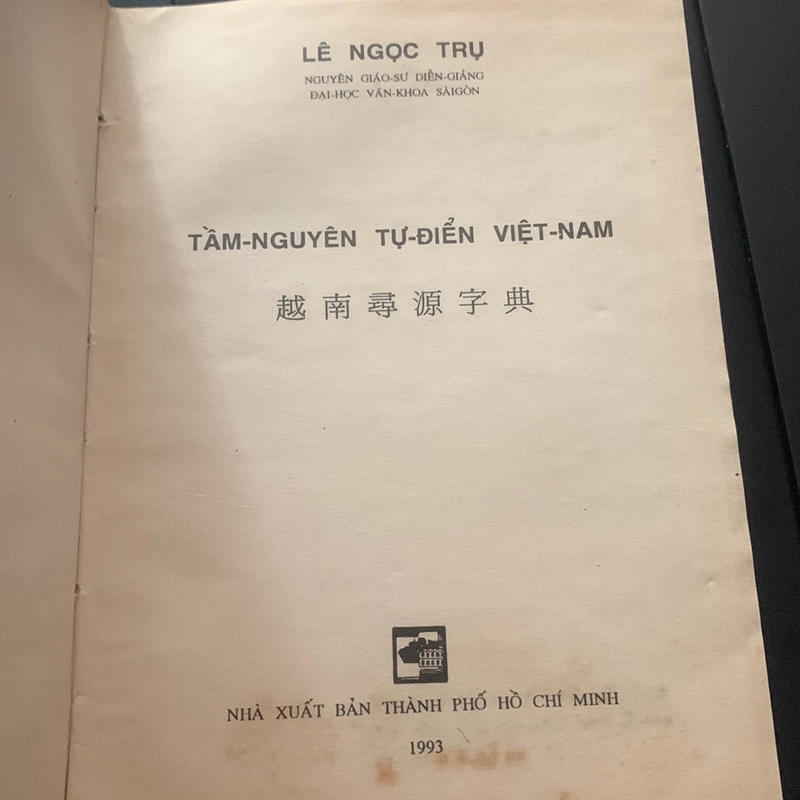 LÊ NGỌC TRỤ
NGUYÊN GIÁO-SƯ DIỄN-GIẢNG
ĐẠI-HỌC VĂN-KHOA SÀIGÒN
TẦM-NGUYÊN TỰ-ĐIỂN VIỆT-NAM
越南尋源字典
NHÀ XUẤT BẢN THÀNH PHỐ HỒ CHÍ MINH
1993